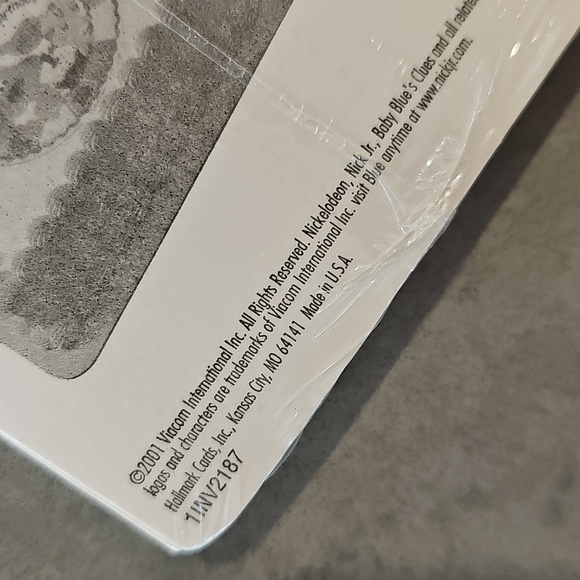 ©2001 Viacom International Inc. All Rights Reserved. Nickelodeon, Nick Jr., Baby Blue's Clues and all related
logos and characters are trademarks of Viacom International Inc. visit Blue anytime at www.nickjr.com.
Hallmark Cards, Inc., Kansas City, MO 64141 Made in U.S.A.
1INV2187